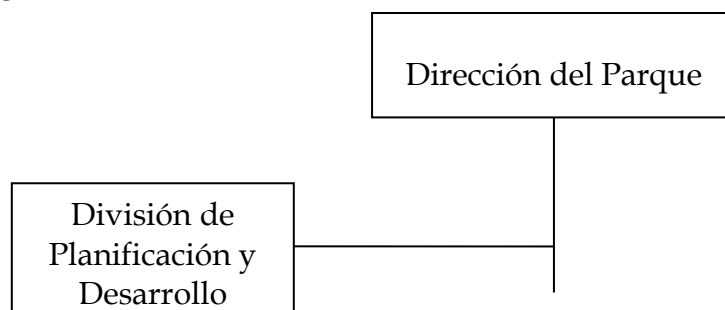 Dirección del Parque
División de
Planificación y
Desarrollo